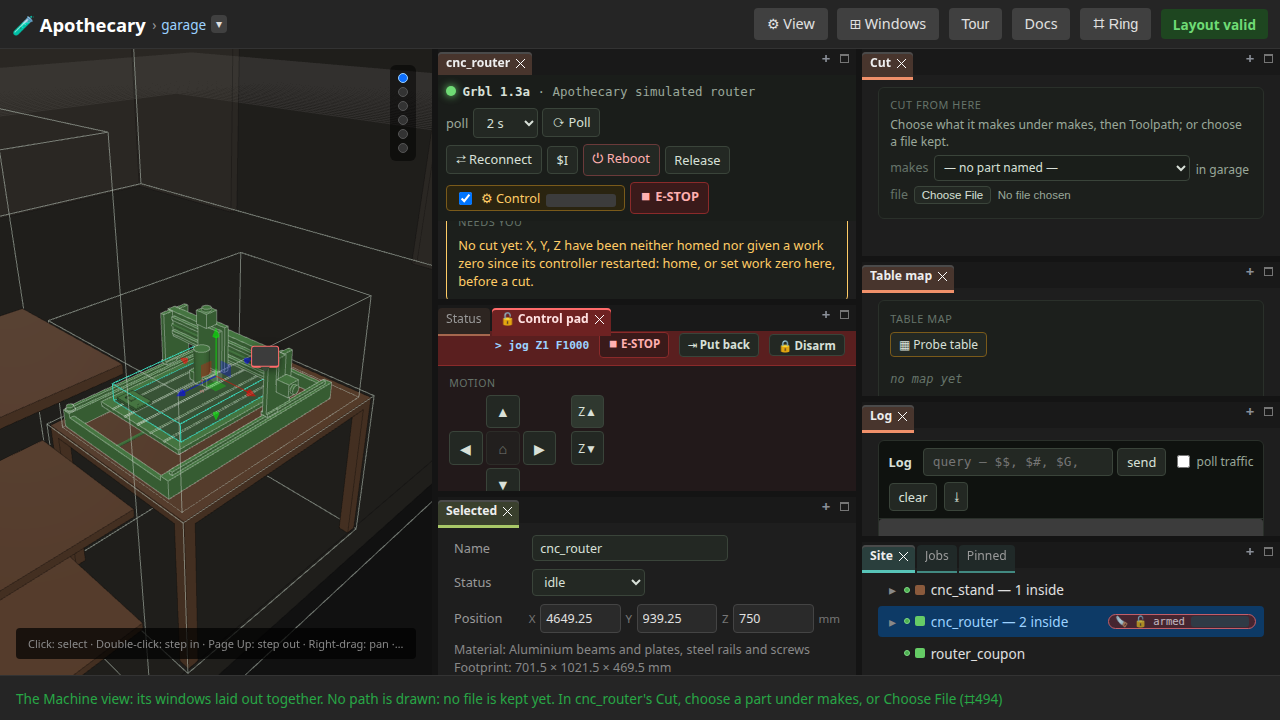 Apothecary › garage ▾
⚙ View
⊞ Windows
Tour
Docs
⌗ Ring
Layout valid
cnc_router
Grbl 1.3a · Apothecary simulated router
poll 2 s ⟳ Poll
⇄ Reconnect $I ⏻ Reboot Release
⚙ Control ■ E-STOP
NEEDS YOU
No cut yet: X, Y, Z have been neither homed nor given a work
zero since its controller restarted: home, or set work zero here,
before a cut.
Status 🔓 Control pad
> jog Z1 F1000 ■ E-STOP ⇥ Put back 🔒 Disarm
MOTION
▲ Z▲
◀ ⌂ ▶ Z▼
▼
Selected
Name cnc_router
Status idle
Position X 4649.25 Y 939.25 Z 750 mm
Material: Aluminium beams and plates, steel rails and screws
Footprint: 701.5 × 1021.5 × 469.5 mm
Cut
CUT FROM HERE
Choose what it makes under makes, then Toolpath; or choose
a file kept.
makes — no part named — in garage
file Choose File No file chosen
Table map
TABLE MAP
▦ Probe table
no map yet
Log
Log query — $$, $#, $G, send poll traffic
clear ⭳
Site Jobs Pinned
▶ cnc_stand — 1 inside
▶ cnc_router — 2 inside 🔓 armed
router_coupon
Click: select · Double-click: step in · Page Up: step out · Right-drag: pan ·...
The Machine view: its windows laid out together. No path is drawn: no file is kept yet. In cnc_router's Cut, choose a part under makes, or Choose File (⌗494)